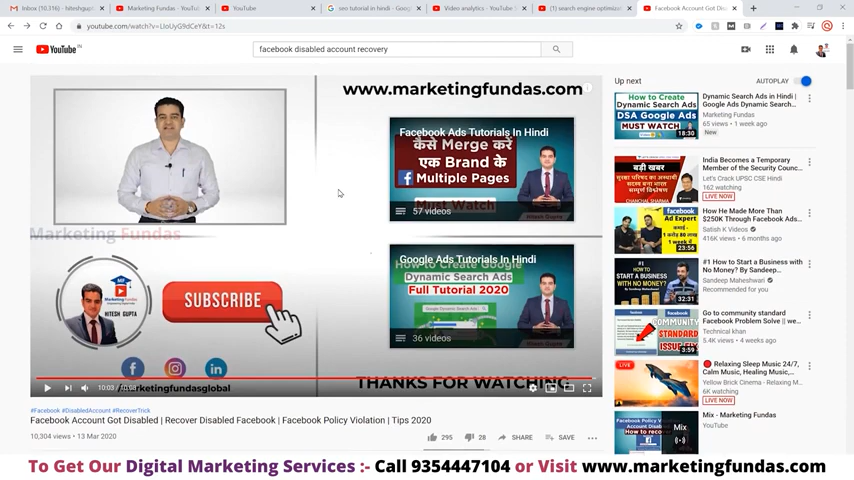 Inbox (10,316) - hiteshgupt
Marketing Fundas - YouTu
YouTube
seo tutorial in hindi - Goog
Video analytics - YouTube S
(1) search engine optimizat
Facebook Account Got Disa
youtube.com/watch?v=LIoUyG9dCeY&t=12s
YouTube IN
facebook disabled account recovery
www.marketingfundas.com
Facebook Ads Tutorials In Hindi
कैसे Merge करें
एक Brand के
Multiple Pages
Must Watch
57 videos
Marketing Fundas
Google Ads Tutorials In Hindi
How to Create Google
Dynamic Search Ads
Full Tutorial 2020
36 videos
MF
Marketing Fundas
HITESH GUPTA
SUBSCRIBE
/marketingfundasglobal
THANKS FOR WATCHING
#Facebook #DisabledAccount #RecoverTrick
Facebook Account Got Disabled | Recover Disabled Facebook | Facebook Policy Violation | Tips 2020
10,304 views • 13 Mar 2020
295
28
SHARE
SAVE
Up next
AUTOPLAY
How to Create
Dynamic Search Ads
DSA Google Ads
MUST WATCH
18:30
Dynamic Search Ads in Hindi |
Google Ads Dynamic Search...
Marketing Fundas
65 views • 1 week ago
New
बड़ी खबर
India Becomes a Temporary
Member of the Security Counc...
Let's Crack UPSC CSE Hindi
162 watching
LIVE NOW
facebook
Ad Expert
23:56
How He Made More Than
$250K Through Facebook Ads...
Satish K Videos
416K views • 6 months ago
#1 HOW TO
START A
BUSINESS
WITH NO MONEY?
32:31
#1 How to Start a Business with
No Money? By Sandeep...
Sandeep Maheshwari
Recommended for you
COMMUNITY
STANDARD
3:59
Go to community standard
Facebook Problem Solve || we...
Technical khan
5.4K views • 4 weeks ago
LIVE
Relaxing Sleep Music 24/7,
Calm Music, Healing Music,...
Yellow Brick Cinema - Relaxing M...
6K watching
LIVE NOW
Facebook Policy
Mix
Mix - Marketing Fundas
YouTube
To Get Our Digital Marketing Services :- Call 9354447104 or Visit www.marketingfundas.com